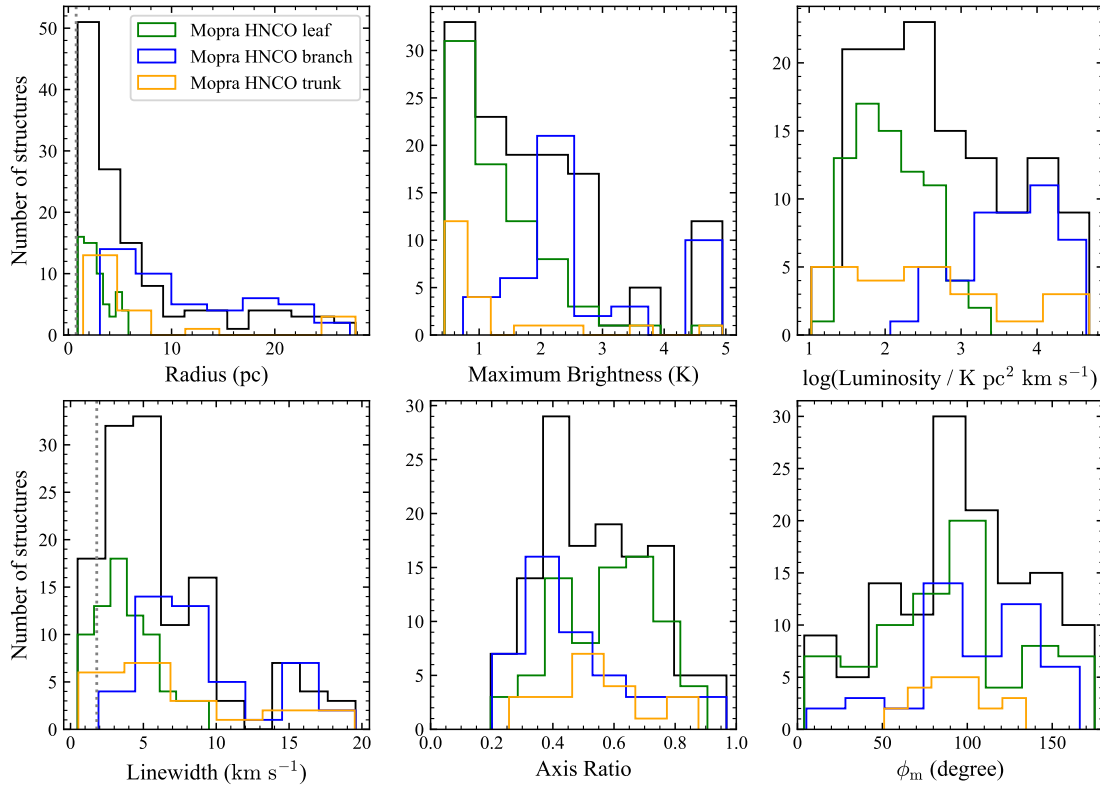 Number of structures
50
40
30
20
10
0
Mopra HNCO leaf
Mopra HNCO branch
Mopra HNCO trunk
0 10 20
Radius (pc)
30
25
20
15
10
5
0
1 2 3 4 5
Maximum Brightness (K)
20
15
10
5
0
1 2 3 4
log(Luminosity / K pc² km s⁻¹)
Number of structures
30
25
20
15
10
5
0
0 5 10 15 20
Linewidth (km s⁻¹)
30
25
20
15
10
5
0
0.0 0.2 0.4 0.6 0.8 1.0
Axis Ratio
30
25
20
15
10
5
0
0 50 100 150
ϕₘ (degree)